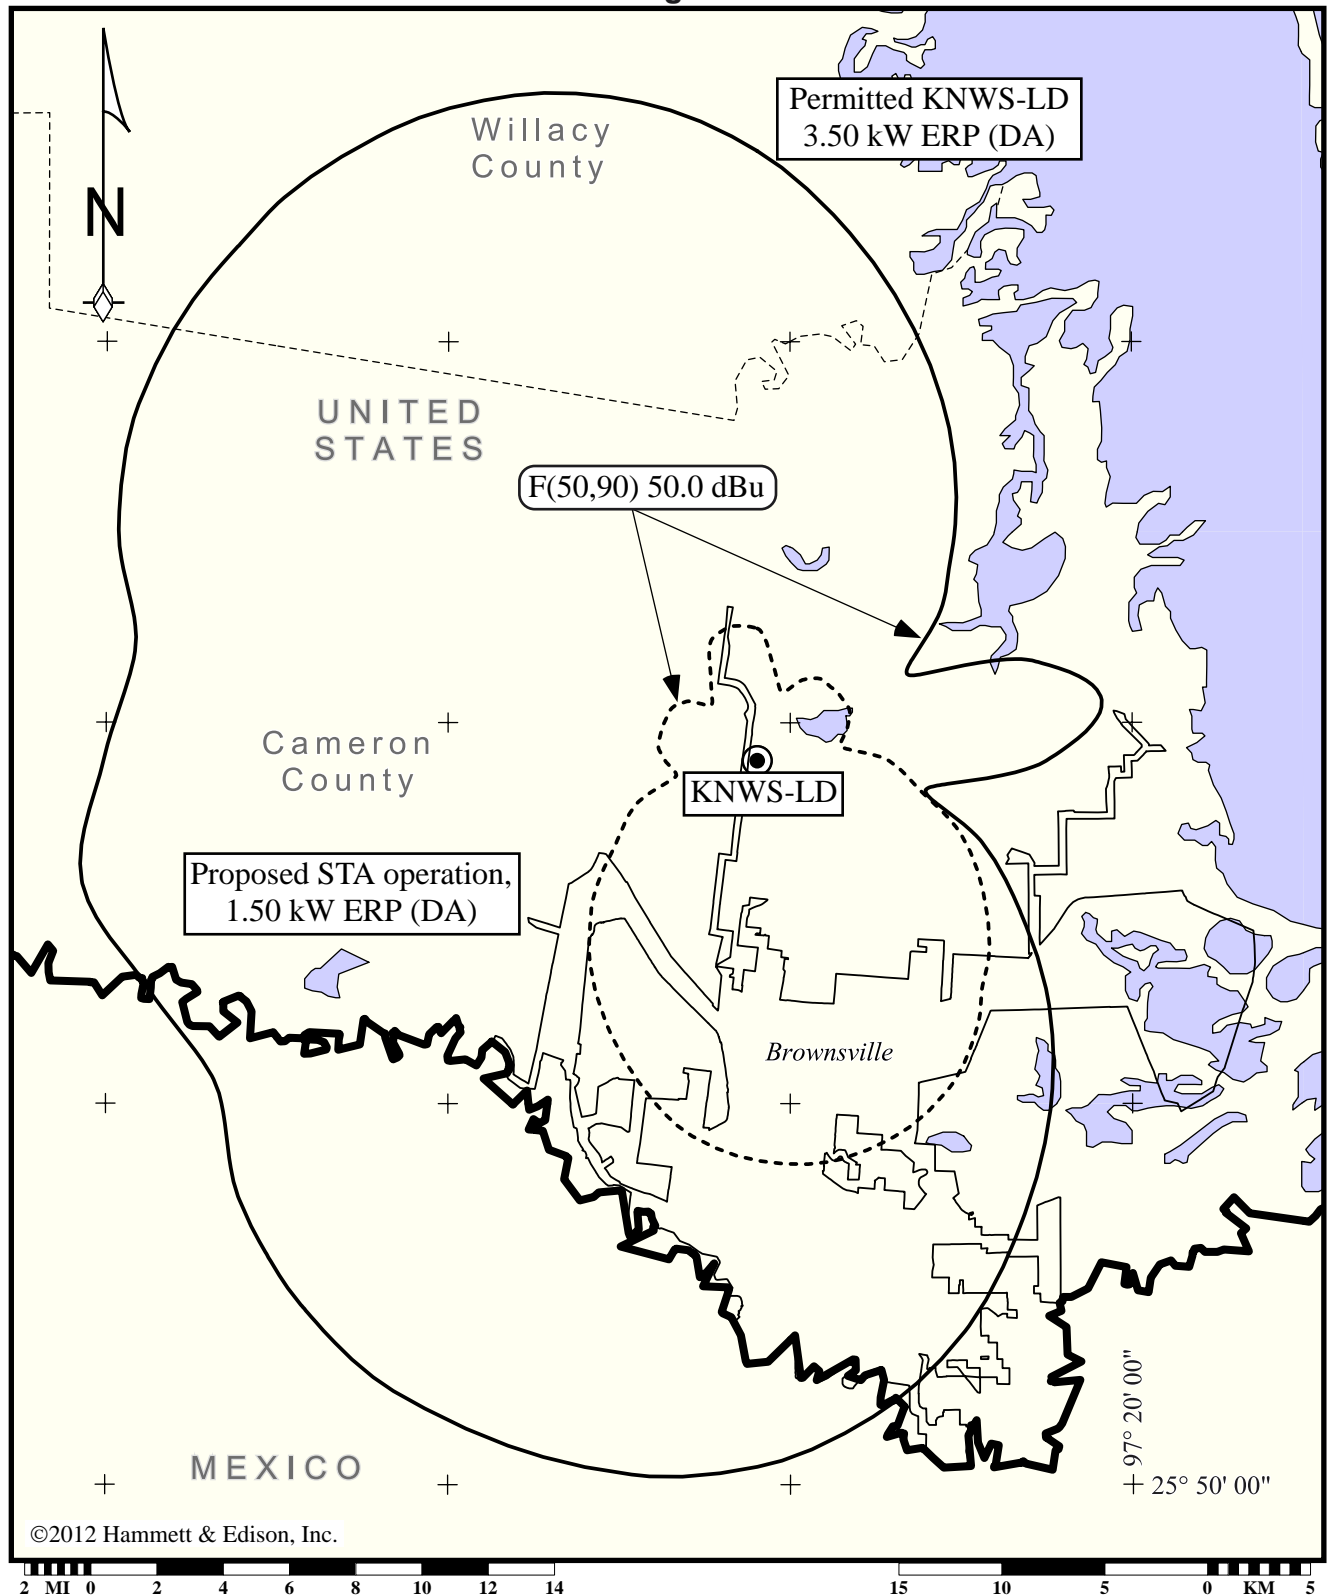 Permitted KNWS-LD
3.50 kW ERP (DA)
Willacy
County
N
UNITED
STATES
F(50,90) 50.0 dBu
Cameron
County
KNWS-LD
Proposed STA operation,
1.50 kW ERP (DA)
Brownsville
97° 20' 00"
MEXICO
25° 50' 00"
©2012 Hammett & Edison, Inc.
2 MI 0 2 4 6 8 10 12 14 15 10 5 0 KM 5